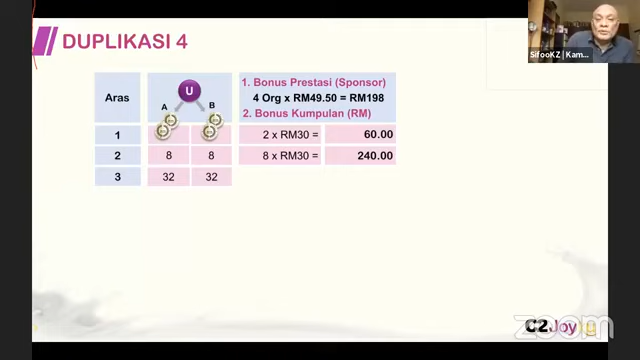 DUPLIKASI 4
SifooKZ | Kam...
Aras
U
A B
1. Bonus Prestasi (Sponsor)
4 Org x RM49.50 = RM198
2. Bonus Kumpulan (RM)
1 2 x RM30 = 60.00
2 8 8 8 x RM30 = 240.00
3 32 32
C2Joy
zoom